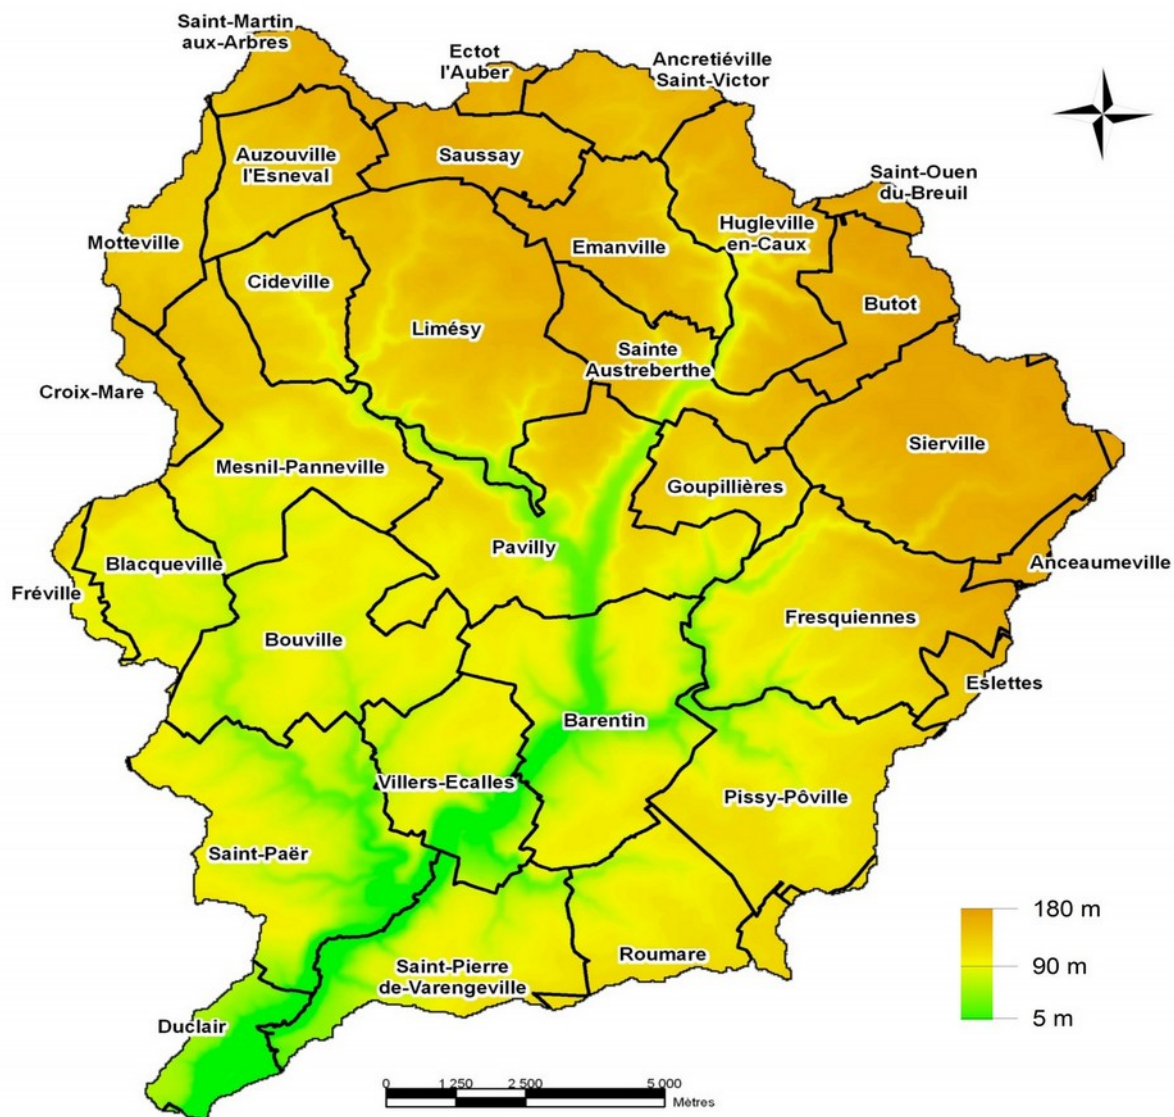 Saint-Martin
aux-Arbres
Ectot
l'Auber
Ancretiéville
Saint-Victor
Auzouville
l'Esneval
Saussay
Saint-Ouen
du-Breuil
Motteville
Emanville
Hugleville
en-Caux
Cideville
Butot
Limésy
Sainte
Austreberthe
Croix-Mare
Sierville
Mesnil-Panneville
Goupillières
Pavilly
Blacqueville
Anceaumeville
Fréville
Bouville
Fresquiennes
Eslettes
Barentin
Villers-Ecalles
Pissy-Pôville
Saint-Paër
180 m
90 m
5 m
Roumare
Saint-Pierre
de-Varengeville
Duclair
0 1 250 2 500 5 000
Mètres